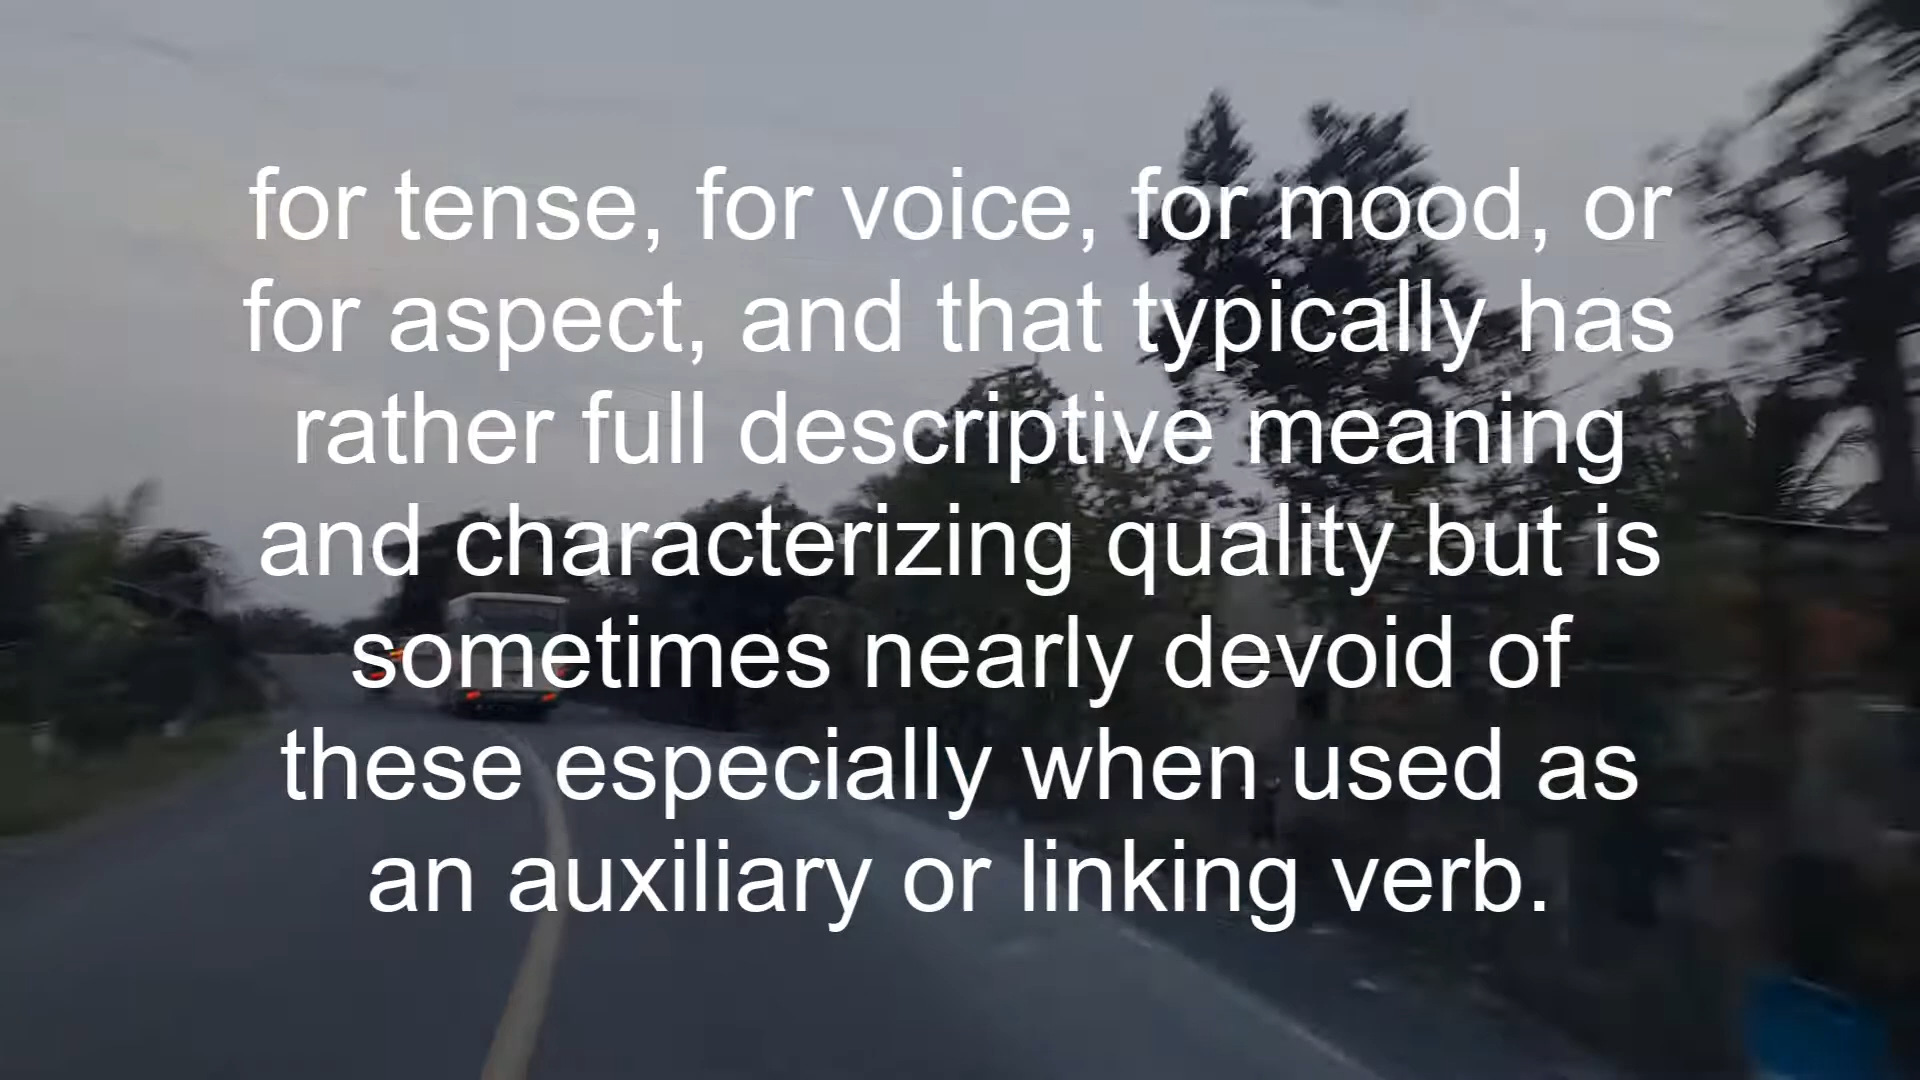 for tense, for voice, for mood, or
for aspect, and that typically has
rather full descriptive meaning
and characterizing quality but is
sometimes nearly devoid of
these especially when used as
an auxiliary or linking verb.